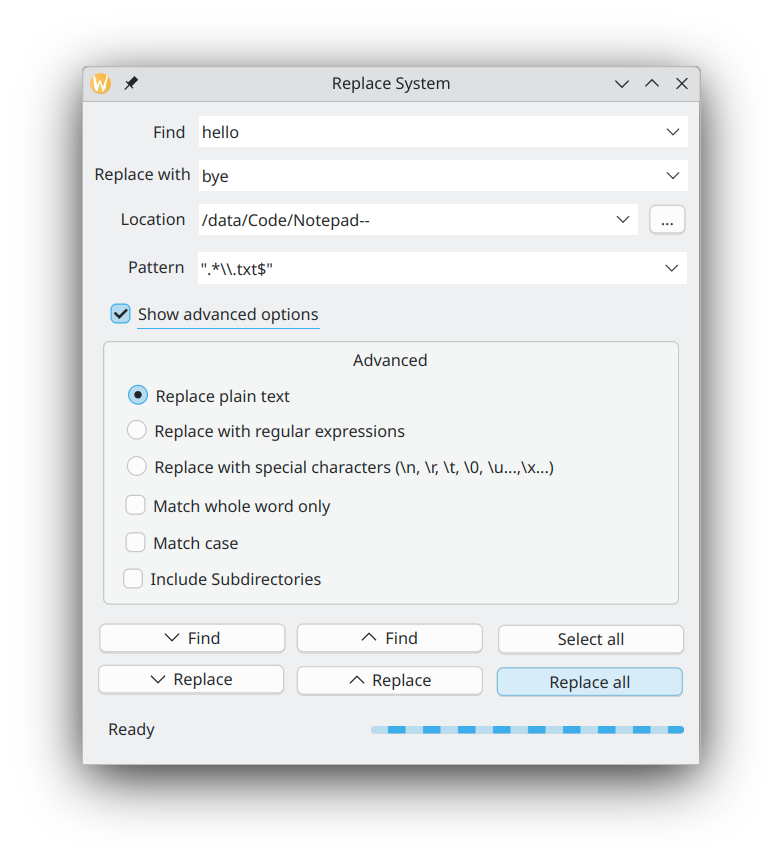 Replace System
Find hello
Replace with bye
Location /data/Code/Notepad-- ...
Pattern ".*\\.txt$"
Show advanced options
Advanced
Replace plain text
Replace with regular expressions
Replace with special characters (\n, \r, \t, \0, \u...,\x...)
Match whole word only
Match case
Include Subdirectories
Find Find Select all
Replace Replace Replace all
Ready